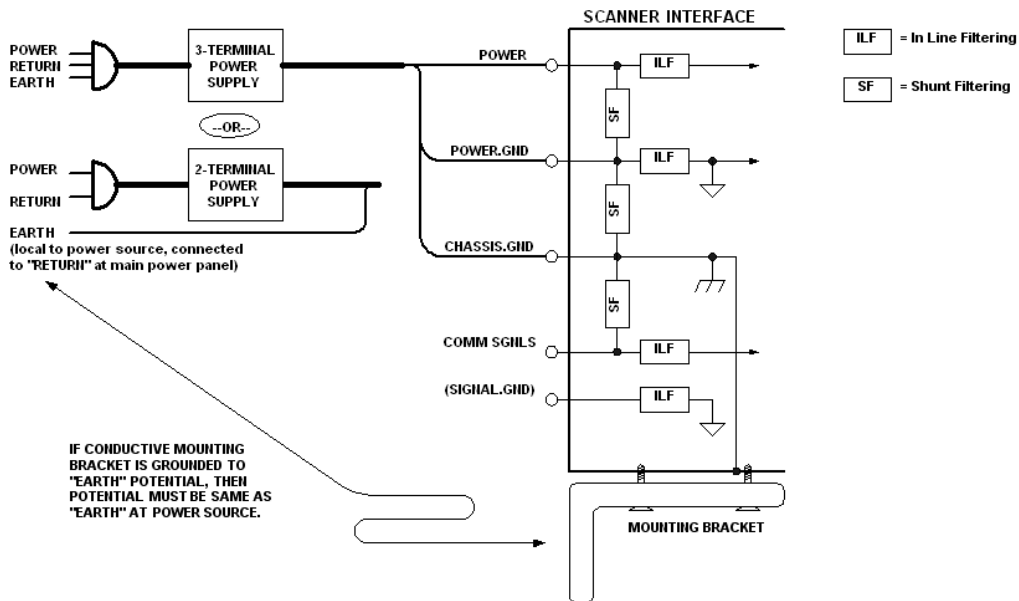 SCANNER INTERFACE
ILF = In Line Filtering
SF = Shunt Filtering
POWER
RETURN
EARTH
3-TERMINAL
POWER
SUPPLY
--OR--
POWER
RETURN
2-TERMINAL
POWER
SUPPLY
EARTH
(local to power source, connected
to "RETURN" at main power panel)
POWER
ILF
SF
POWER.GND
ILF
SF
CHASSIS.GND
SF
COMM SGNLS
ILF
(SIGNAL.GND)
ILF
IF CONDUCTIVE MOUNTING
BRACKET IS GROUNDED TO
"EARTH" POTENTIAL, THEN
POTENTIAL MUST BE SAME AS
"EARTH" AT POWER SOURCE.
MOUNTING BRACKET